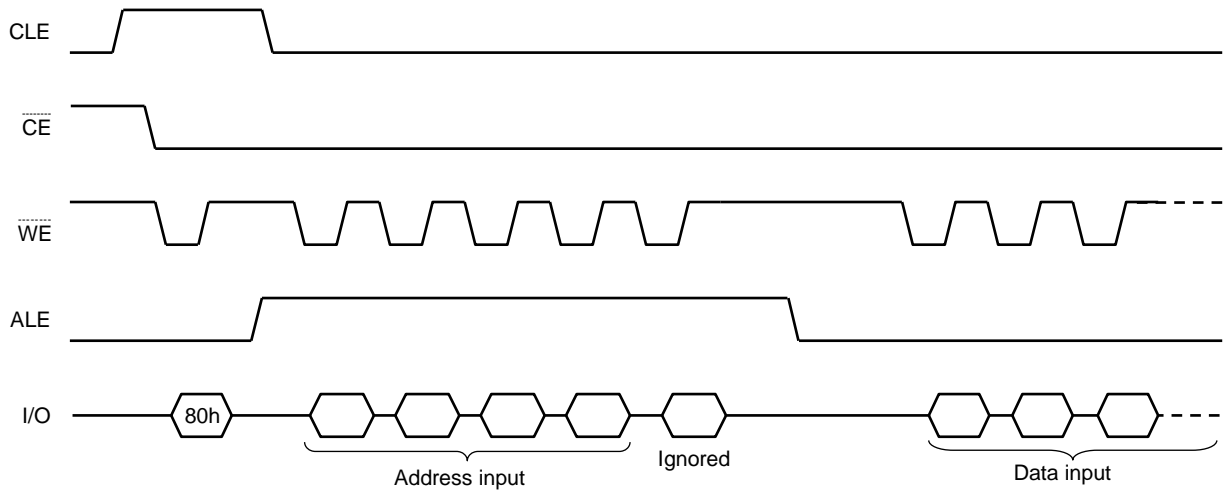 CLE
CE
WE
ALE
I/O
80h
Address input
Ignored
Data input